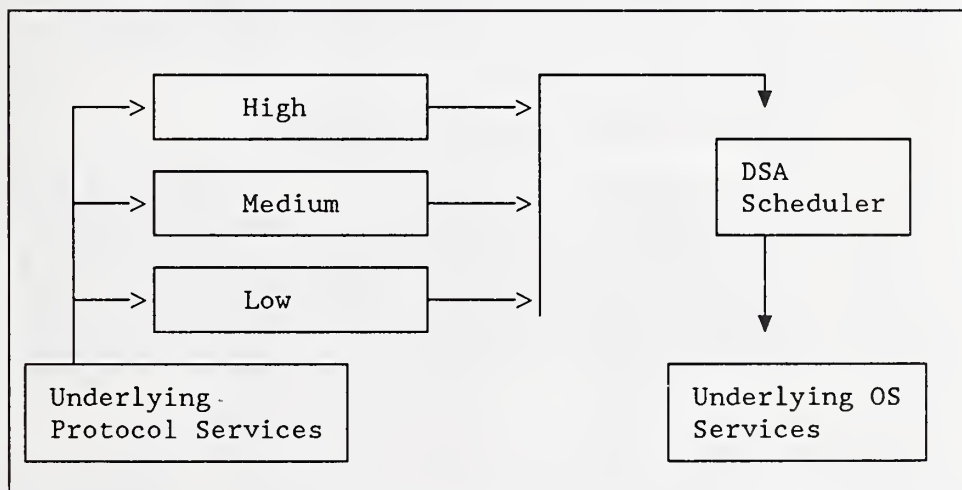 High
Medium
Low
DSA
Scheduler
Underlying
Protocol Services
Underlying OS
Services